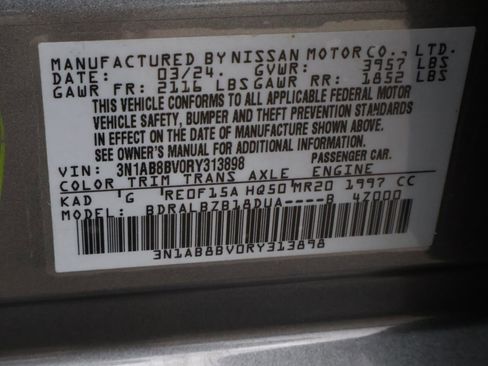 MANUFACTURED BY NISSAN MOTOR CO., LTD.
DATE: 03/24. GVWR: 3957 LBS
GAWR FR: 2116 LBS GAWR RR: 1852 LBS
THIS VEHICLE CONFORMS TO ALL APPLICABLE FEDERAL MOTOR
VEHICLE SAFETY, BUMPER AND THEFT PREVENTION STANDARDS
IN EFFECT ON THE DATE OF MANUFACTURE SHOWN ABOVE.
SEE OWNER'S MANUAL FOR ADDITIONAL INFORMATION.
VIN: 3N1AB8BV0RY313898 PASSENGER CAR.
COLOR TRIM TRANS AXLE ENGINE
KAD G RE0F15A HQ50 MR20 1997 CC
MODEL: BDRALBZB18DUA----B 4Z000
3N1AB8BV0RY313898